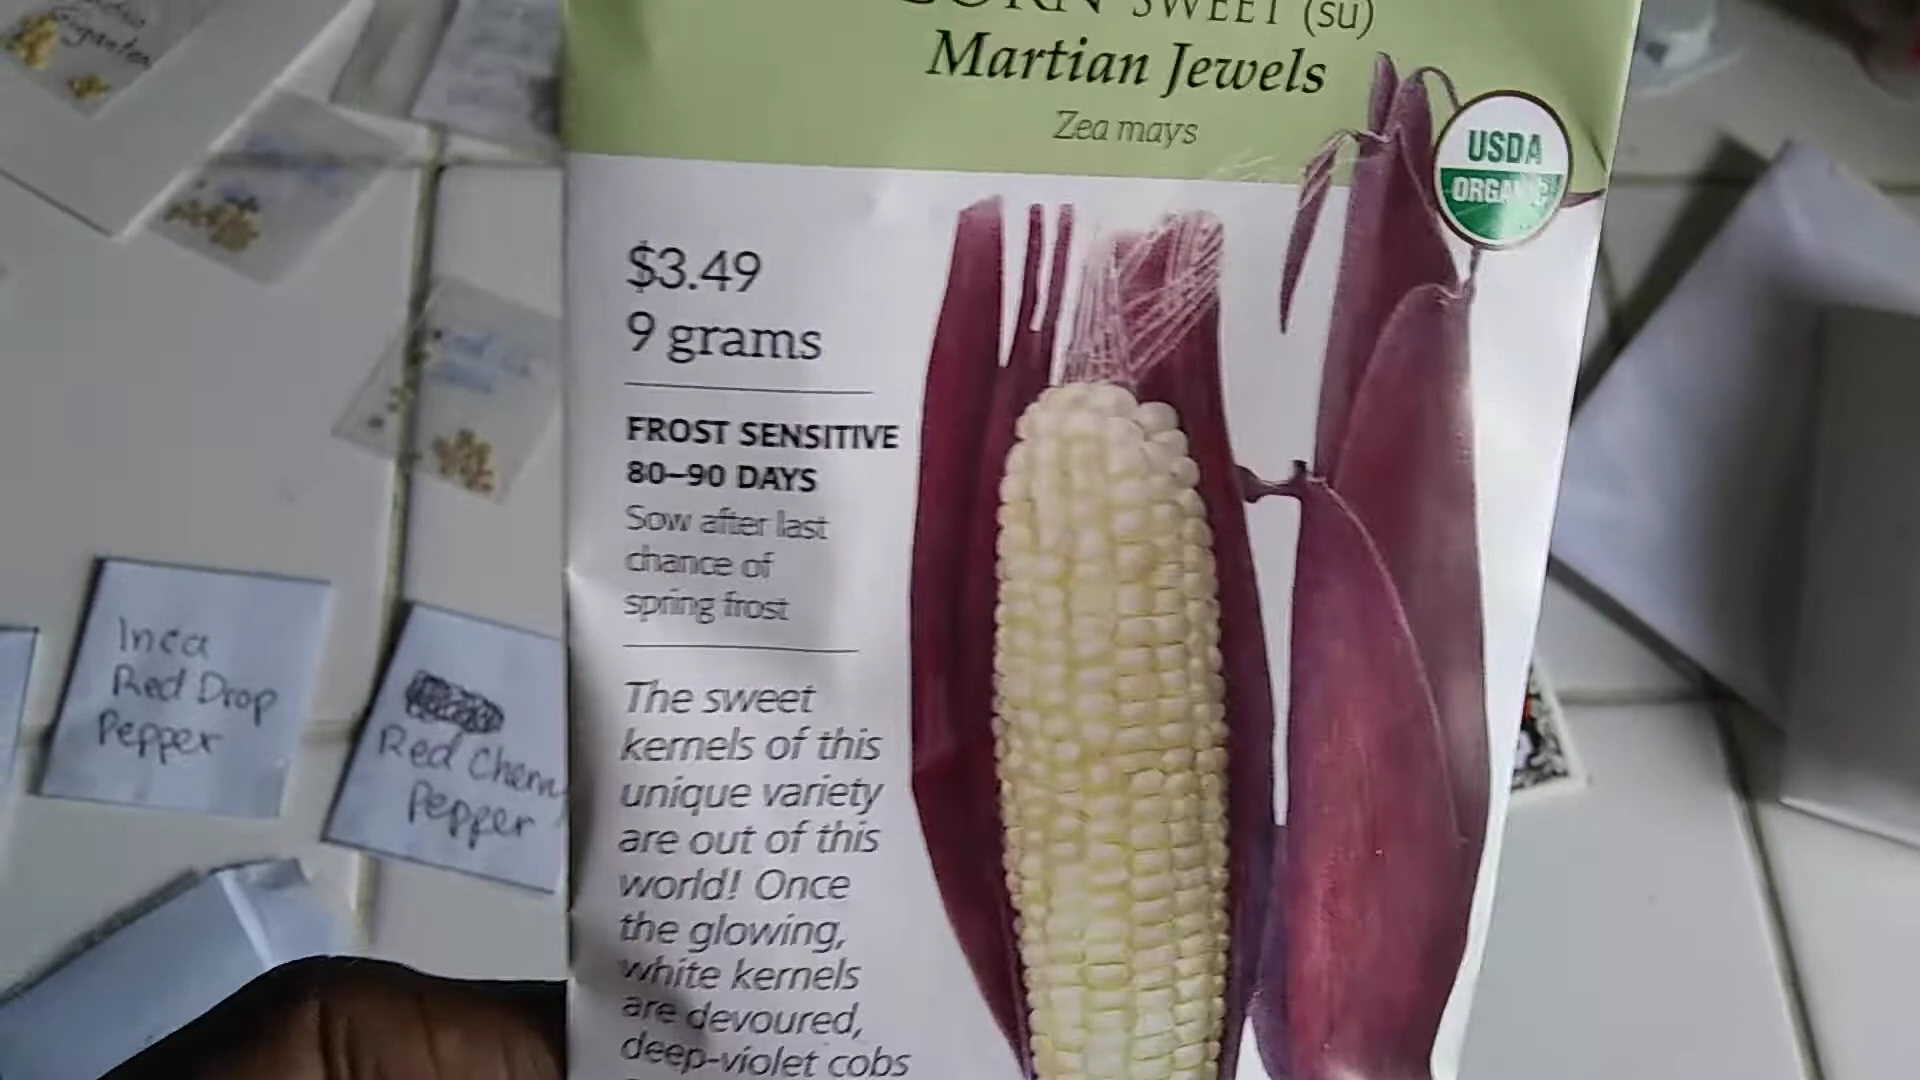 CORN SWEET (su)
Martian Jewels
Zea mays
USDA
ORGANIC
$3.49
9 grams
FROST SENSITIVE
80–90 DAYS
Sow after last
chance of
spring frost
The sweet
kernels of this
unique variety
are out of this
world! Once
the glowing,
white kernels
are devoured,
deep-violet cobs
Inca
Red Drop
Pepper
Red Cherry
Pepper